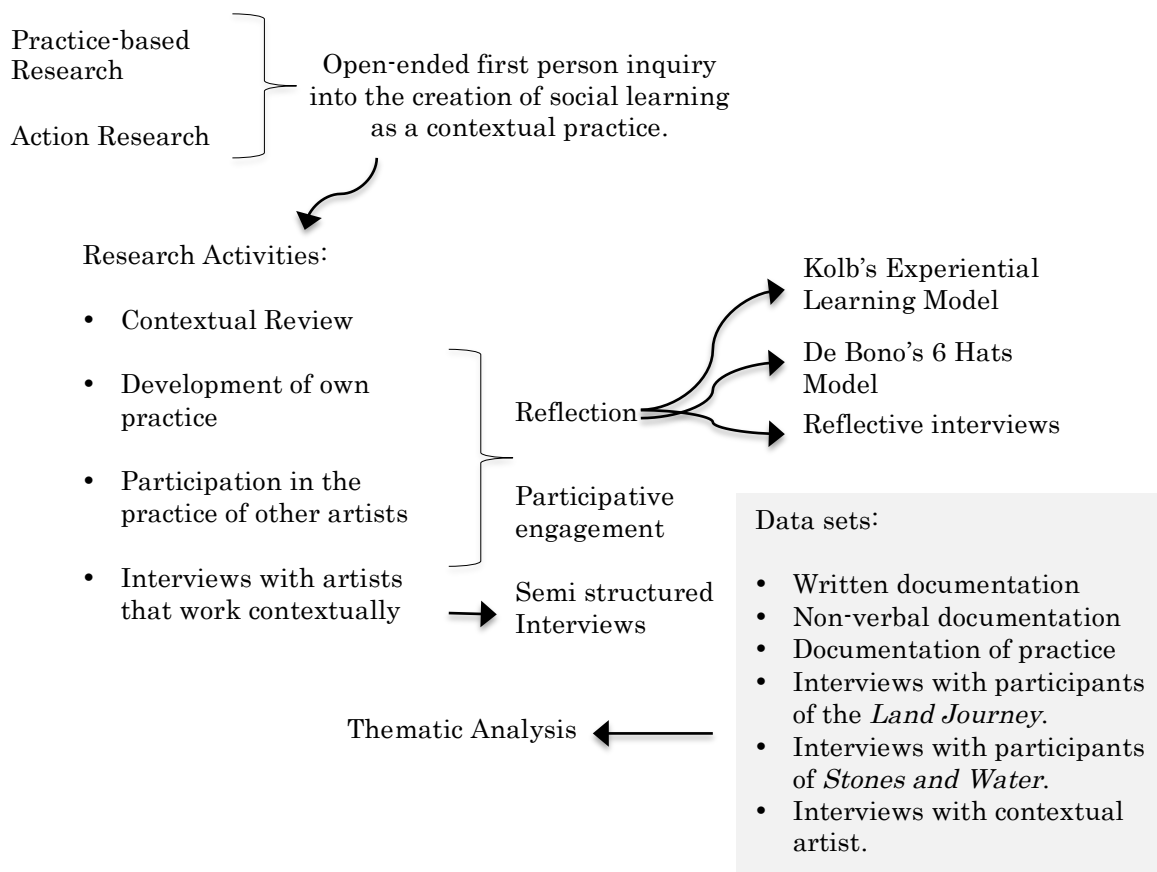 Practice-based
Research
Action Research
Open-ended first person inquiry
into the creation of social learning
as a contextual practice.
Research Activities:
• Contextual Review
• Development of own
practice
• Participation in the
practice of other artists
• Interviews with artists
that work contextually
Reflection
Participative
engagement
Semi structured
Interviews
Kolb's Experiential
Learning Model
De Bono's 6 Hats
Model
Reflective interviews
Data sets:
• Written documentation
• Non-verbal documentation
• Documentation of practice
• Interviews with participants
of the Land Journey.
• Interviews with participants
of Stones and Water.
• Interviews with contextual
artist.
Thematic Analysis